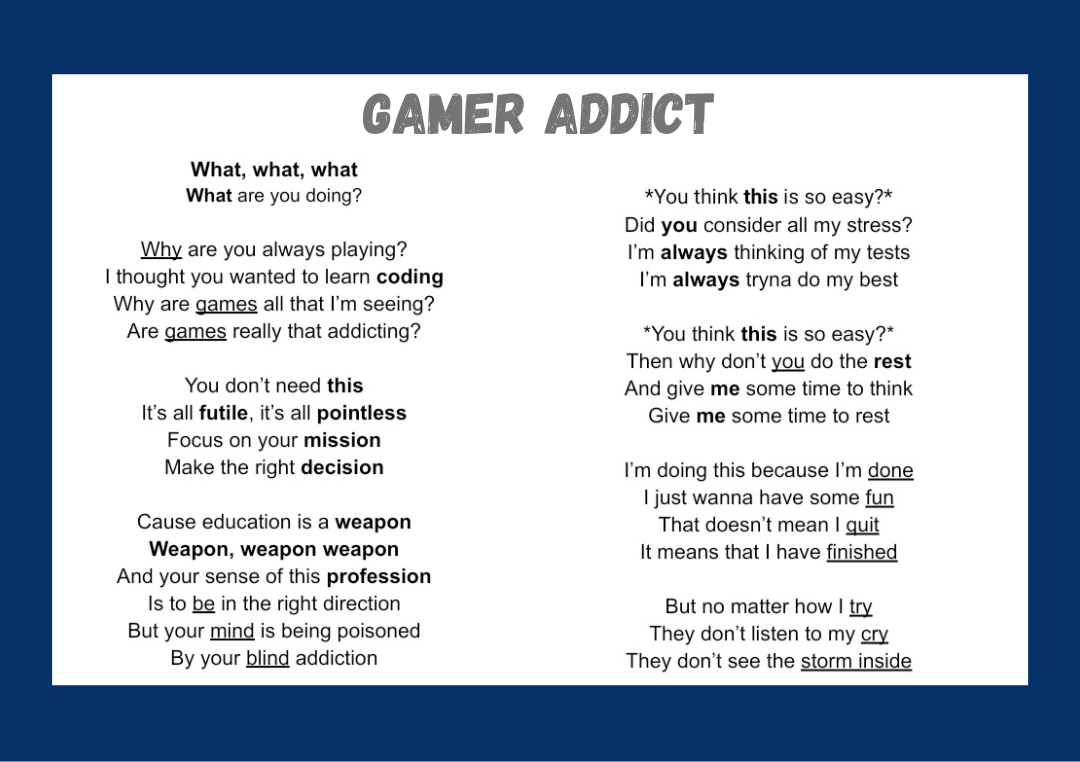 GAMER ADDICT
What, what, what
What are you doing?
Why are you always playing?
I thought you wanted to learn coding
Why are games all that I'm seeing?
Are games really that addicting?
You don't need this
It's all futile, it's all pointless
Focus on your mission
Make the right decision
Cause education is a weapon
Weapon, weapon weapon
And your sense of this profession
Is to be in the right direction
But your mind is being poisoned
By your blind addiction
*You think this is so easy?*
Did you consider all my stress?
I'm always thinking of my tests
I'm always tryna do my best
*You think this is so easy?*
Then why don't you do the rest
And give me some time to think
Give me some time to rest
I'm doing this because I'm done
I just wanna have some fun
That doesn't mean I quit
It means that I have finished
But no matter how I try
They don't listen to my cry
They don't see the storm inside